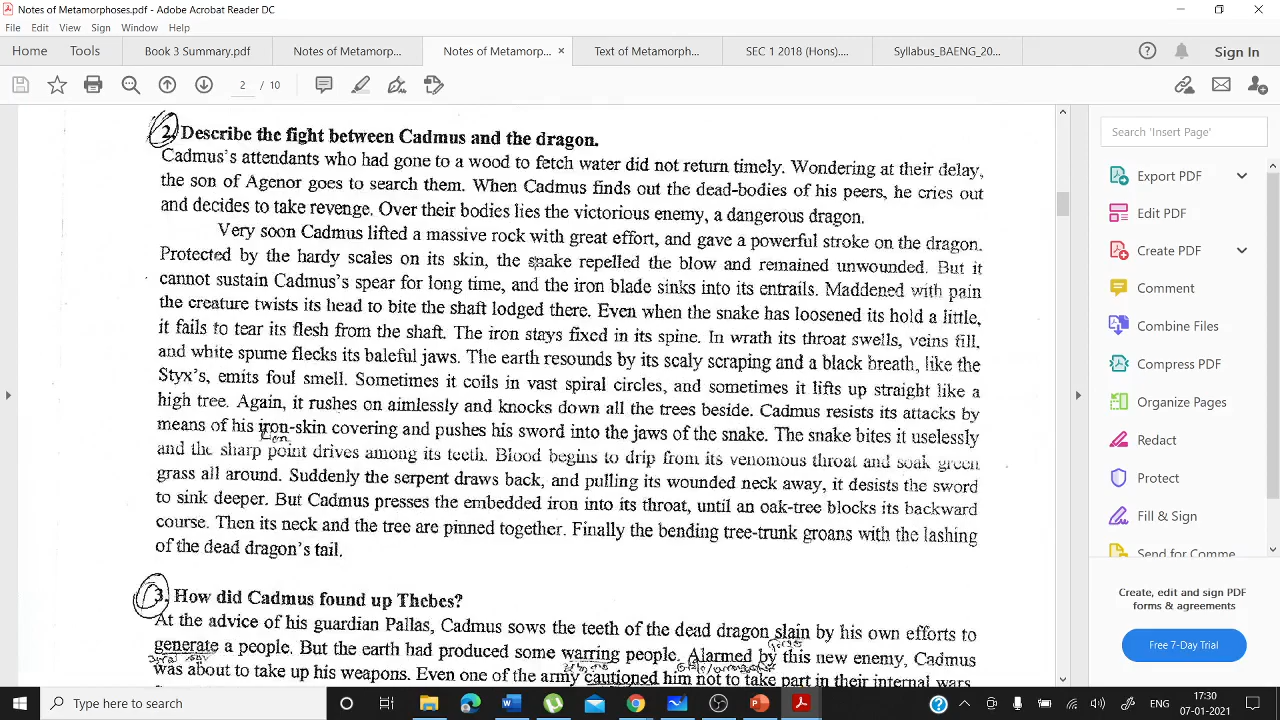 Notes of Metamorphoses.pdf - Adobe Acrobat Reader DC
File Edit View Sign Window Help
Home Tools Book 3 Summary.pdf Notes of Metamorp... Notes of Metamorp... × Text of Metamorph... SEC 1 2018 (Hons).... Syllabus_BAENG_20... Sign In
2 / 10
2. Describe the fight between Cadmus and the dragon.
Cadmus's attendants who had gone to a wood to fetch water did not return timely. Wondering at their delay,
the son of Agenor goes to search them. When Cadmus finds out the dead-bodies of his peers, he cries out
and decides to take revenge. Over their bodies lies the victorious enemy, a dangerous dragon.
Very soon Cadmus lifted a massive rock with great effort, and gave a powerful stroke on the dragon.
Protected by the hardy scales on its skin, the snake repelled the blow and remained unwounded. But it
cannot sustain Cadmus's spear for long time, and the iron blade sinks into its entrails. Maddened with pain
the creature twists its head to bite the shaft lodged there. Even when the snake has loosened its hold a little,
it fails to tear its flesh from the shaft. The iron stays fixed in its spine. In wrath its throat swells, veins fill,
and white spume flecks its baleful jaws. The earth resounds by its scaly scraping and a black breath, like the
Styx's, emits foul smell. Sometimes it coils in vast spiral circles, and sometimes it lifts up straight like a
high tree. Again, it rushes on aimlessly and knocks down all the trees beside. Cadmus resists its attacks by
means of his iron-skin covering and pushes his sword into the jaws of the snake. The snake bites it uselessly
and the sharp point drives among its teeth. Blood begins to drip from its venomous throat and soak green
grass all around. Suddenly the serpent draws back, and pulling its wounded neck away, it desists the sword
to sink deeper. But Cadmus presses the embedded iron into its throat, until an oak-tree blocks its backward
course. Then its neck and the tree are pinned together. Finally the bending tree-trunk groans with the lashing
of the dead dragon's tail.
3. How did Cadmus found up Thebes?
At the advice of his guardian Pallas, Cadmus sows the teeth of the dead dragon slain by his own efforts to
generate a people. But the earth had produced some warring people. Alarmed by this new enemy, Cadmus
was about to take up his weapons. Even one of the army cautioned him not to take part in their internal wars.
Search 'Insert Page'
Export PDF
Edit PDF
Create PDF
Comment
Combine Files
Compress PDF
Organize Pages
Redact
Protect
Fill & Sign
Send for Comme
Create, edit and sign PDF
forms & agreements
Free 7-Day Trial
Type here to search
17:30
07-01-2021